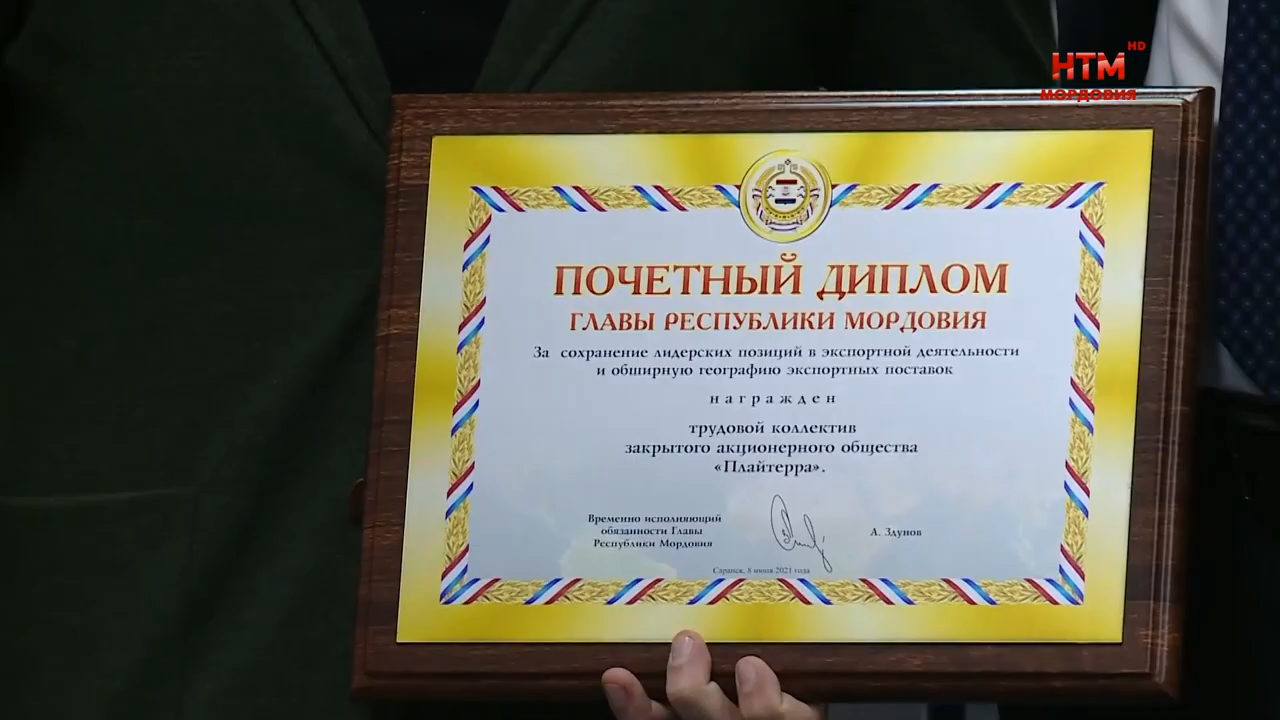 НТМ HD
МОРДОВИЯ
ПОЧЕТНЫЙ ДИПЛОМ
ГЛАВЫ РЕСПУБЛИКИ МОРДОВИЯ
За сохранение лидерских позиций в экспортной деятельности
и обширную географию экспортных поставок
награжден
трудовой коллектив
закрытого акционерного общества
«Плайтерра».
Временно исполняющий
обязанности Главы
Республики Мордовия
А. Здунов
Саранск, 8 июня 2021 года